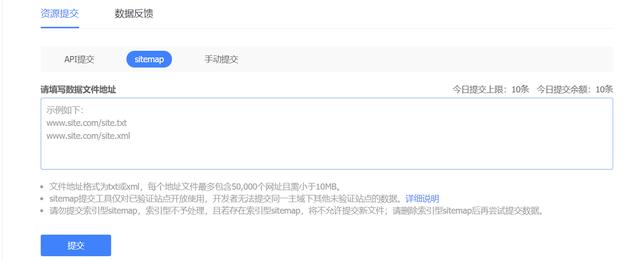 资源提交 数据反馈
API提交 sitemap 手动提交
请填写数据文件地址 今日提交上限：10条 今日提交余额：10条
示例如下：
www.site.com/site.txt
www.site.com/site.xml
文件地址格式为txt或xml，每个地址文件最多包含50,000个网址且需小于10MB。
sitemap提交工具仅对已验证站点开放使用，开发者无法提交同一主域下其他未验证站点的数据。详细说明
请勿提交索引型sitemap，索引型不予处理，且若存在索引型sitemap，将不允许提交新文件；请删除索引型sitemap后再尝试提交数据。
提交